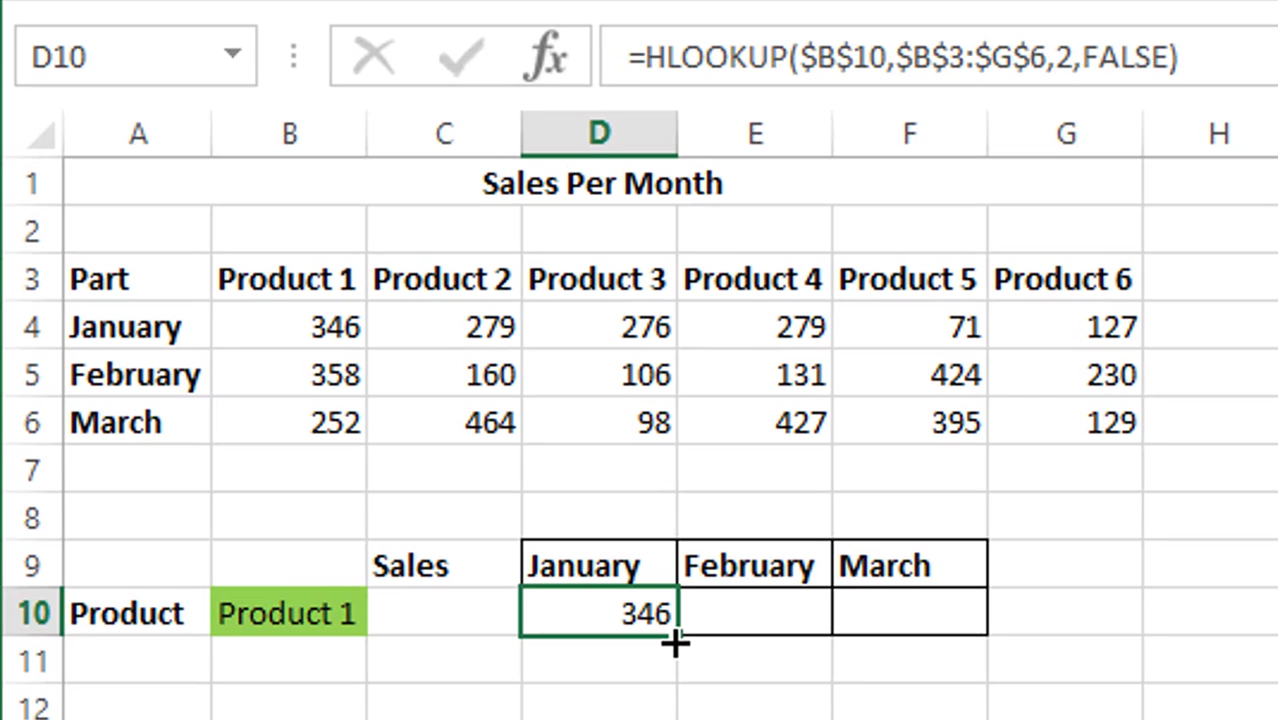 D10 fx =HLOOKUP($B$10,$B$3:$G$6,2,FALSE)
A B C D E F G H
1 Sales Per Month
2
3 Part Product 1 Product 2 Product 3 Product 4 Product 5 Product 6
4 January 346 279 276 279 71 127
5 February 358 160 106 131 424 230
6 March 252 464 98 427 395 129
7
8
9 Sales January February March
10 Product Product 1 346
11
12